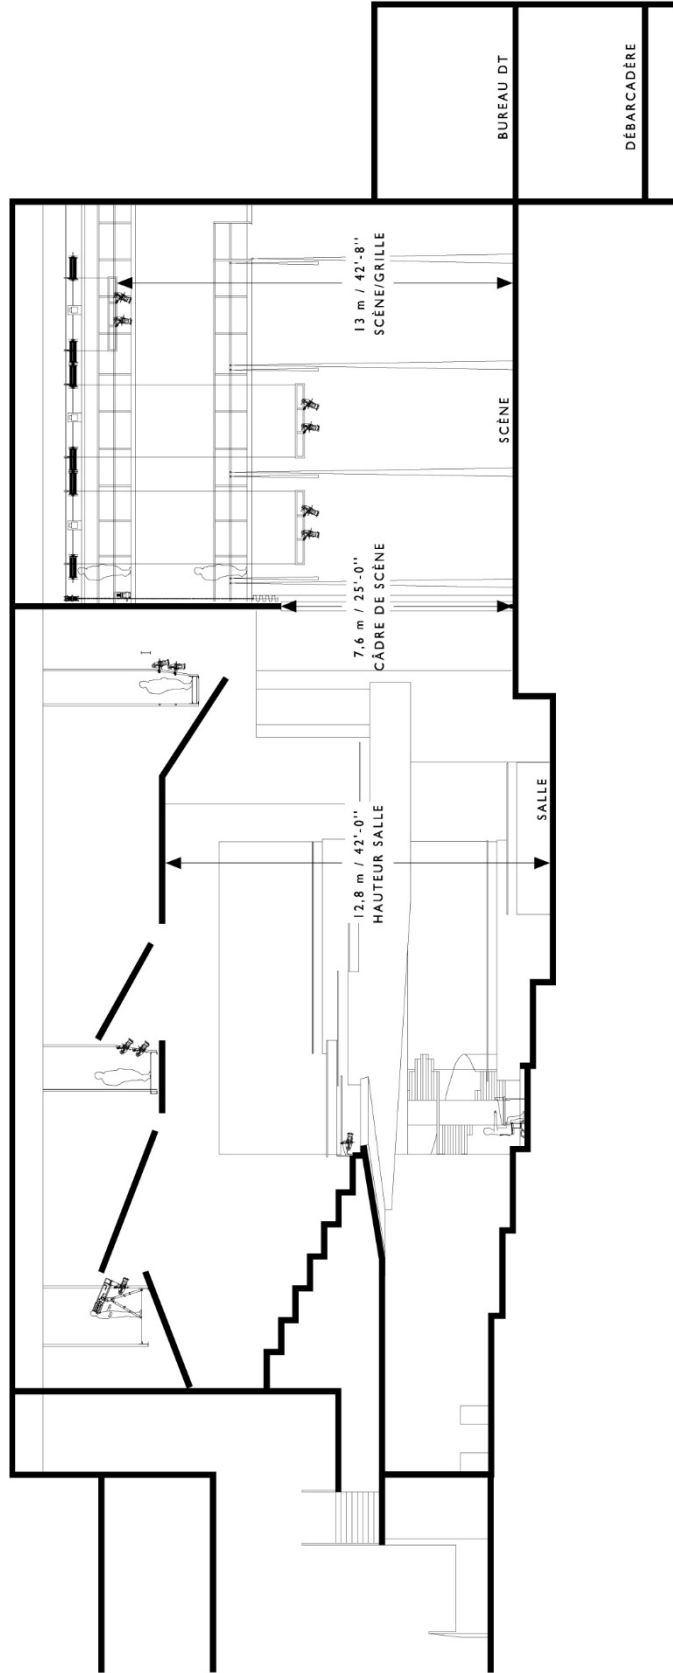 BUREAU DT
DÉBARCADÈRE
13 m / 42'-8''
SCÈNE/GRILLE
SCÈNE
7,6 m / 25'-0''
CÂDRE DE SCÈNE
12,8 m / 42'-0''
HAUTEUR SALLE
SALLE